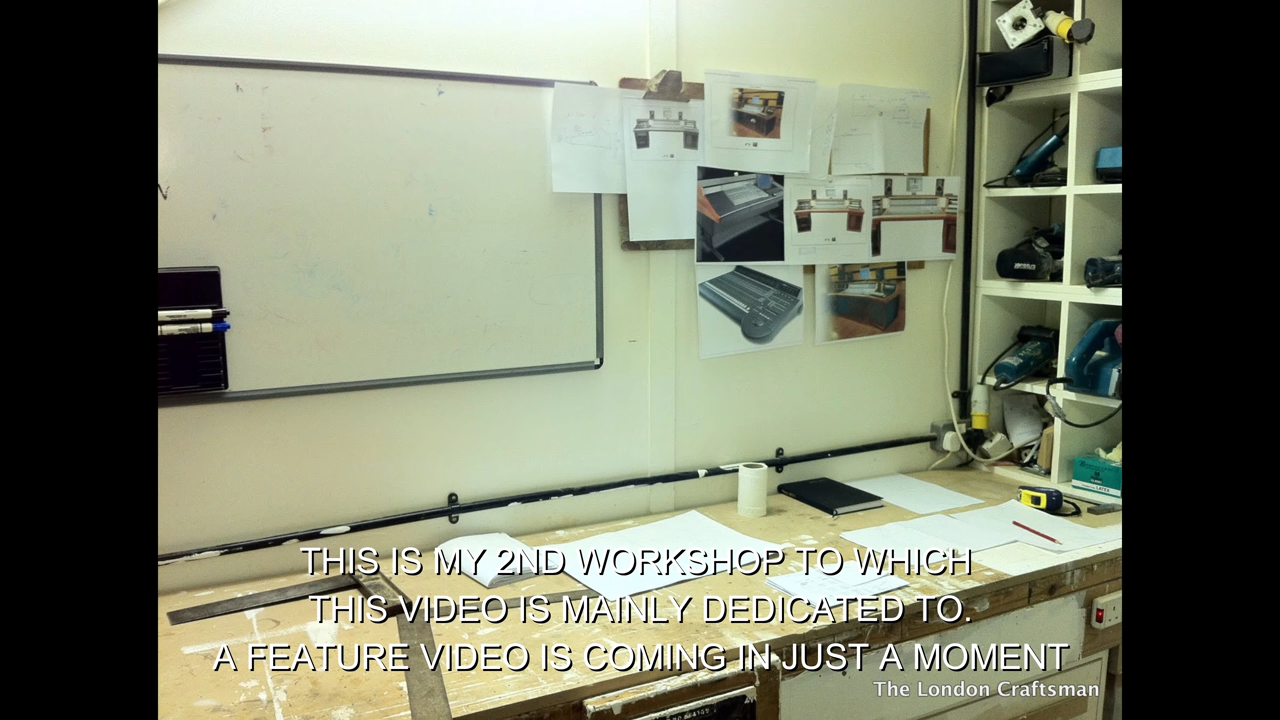 THIS IS MY 2ND WORKSHOP TO WHICH
THIS VIDEO IS MAINLY DEDICATED TO.
A FEATURE VIDEO IS COMING IN JUST A MOMENT
The London Craftsman